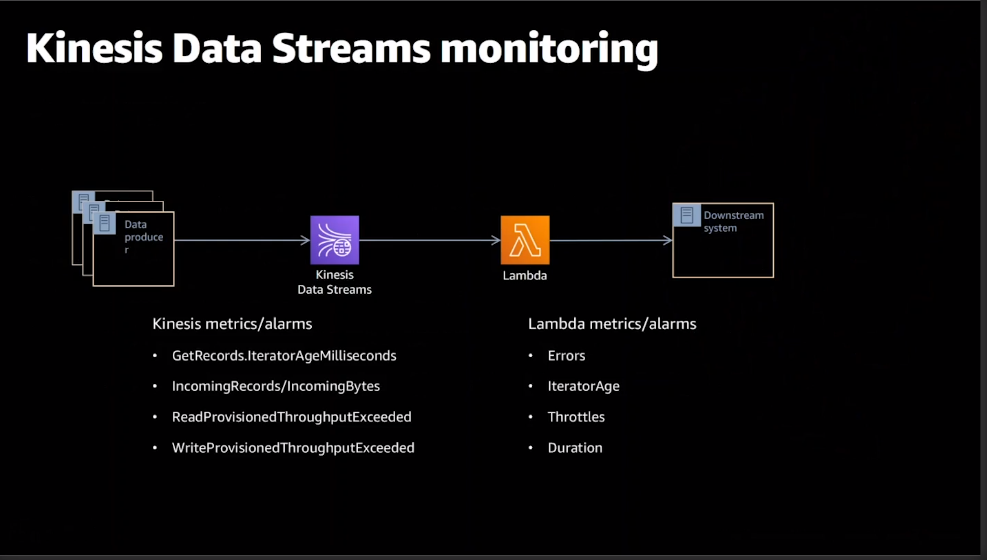 Kinesis Data Streams monitoring
Data
produce
r
Kinesis
Data Streams
Lambda
Downstream
system
Kinesis metrics/alarms
• GetRecords.IteratorAgeMilliseconds
• IncomingRecords/IncomingBytes
• ReadProvisionedThroughputExceeded
• WriteProvisionedThroughputExceeded
Lambda metrics/alarms
• Errors
• IteratorAge
• Throttles
• Duration